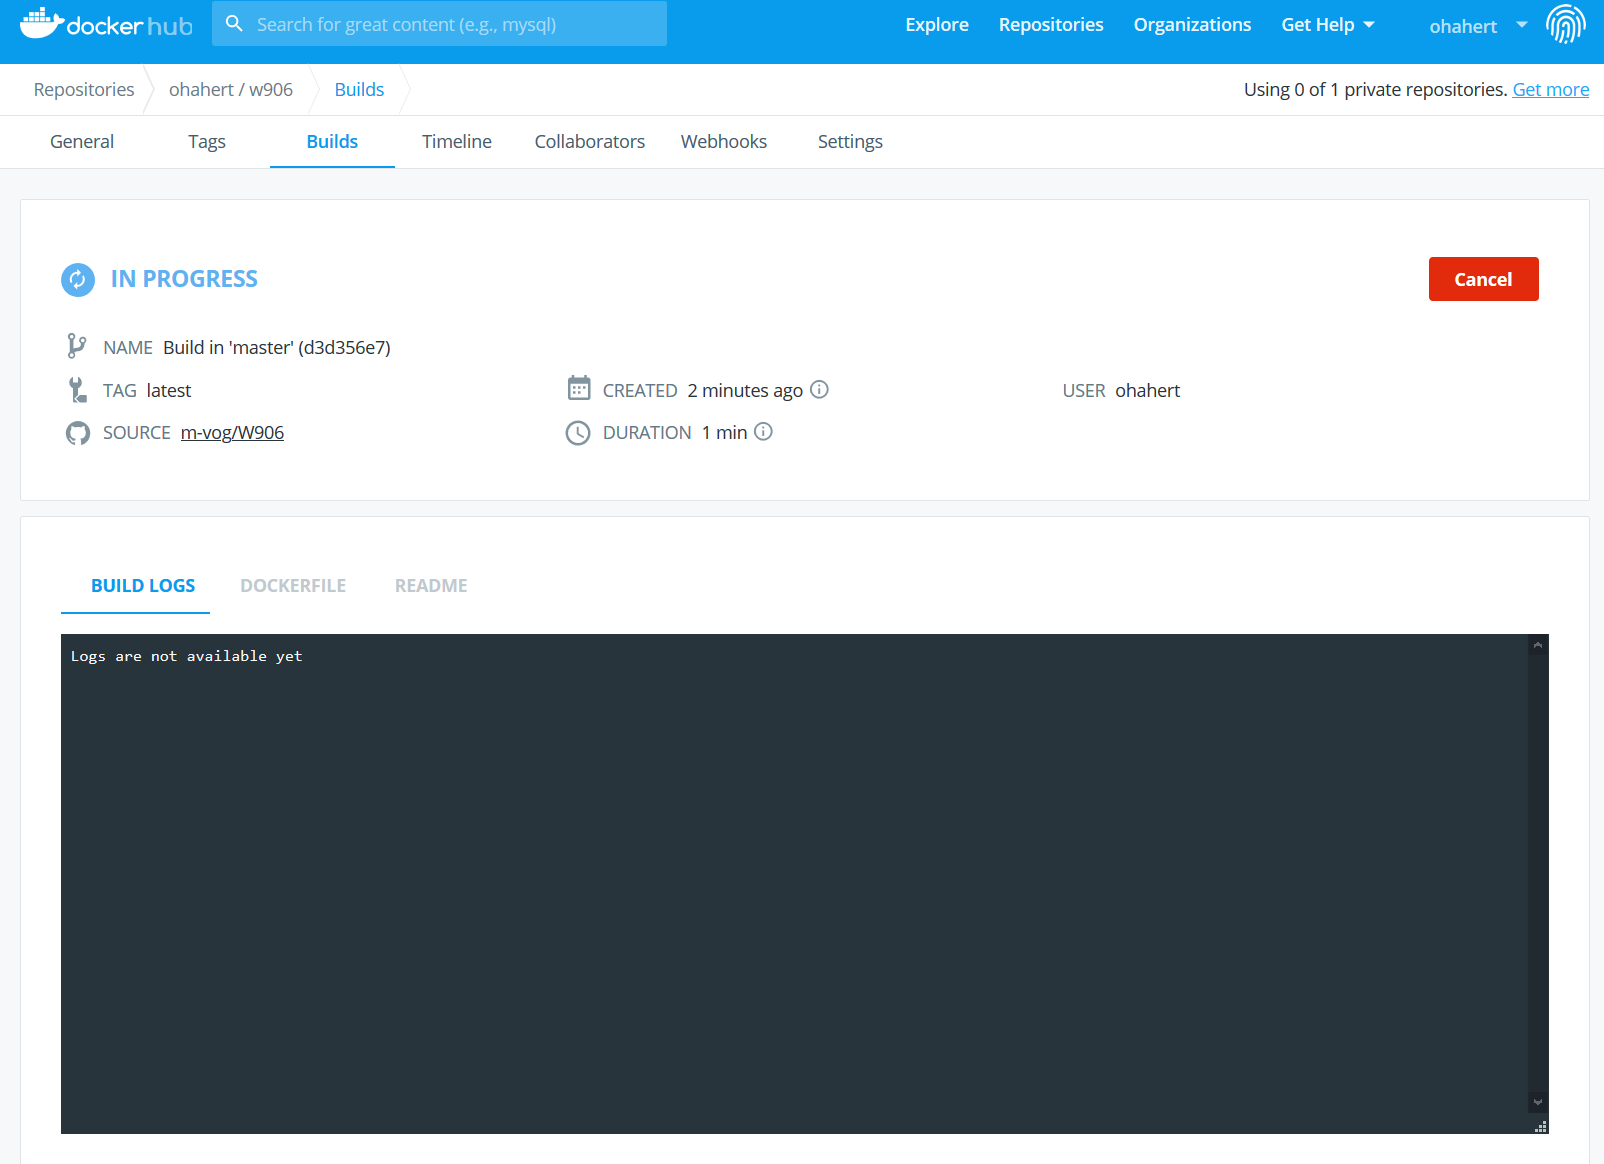 docker hub Search for great content (e.g., mysql) Explore Repositories Organizations Get Help ohahert
Repositories ohahert / w906 Builds Using 0 of 1 private repositories. Get more
General Tags Builds Timeline Collaborators Webhooks Settings
IN PROGRESS Cancel
NAME Build in 'master' (d3d356e7)
TAG latest CREATED 2 minutes ago USER ohahert
SOURCE m-vog/W906 DURATION 1 min
BUILD LOGS DOCKERFILE README
Logs are not available yet